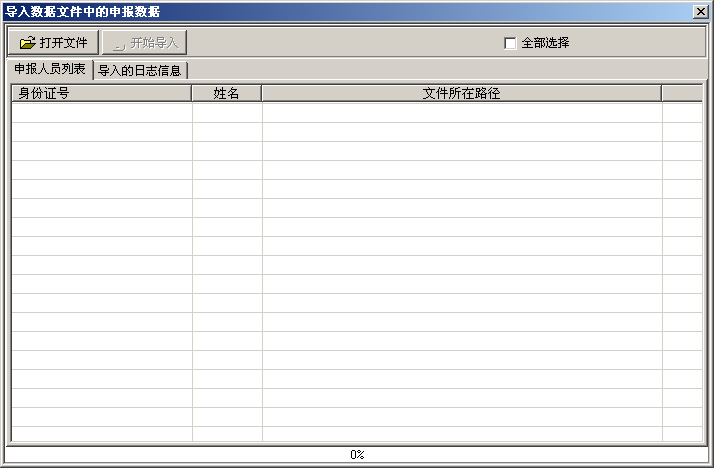 导入数据文件中的申报数据
打开文件 开始导入 全部选择
申报人员列表 导入的日志信息
身份证号 姓名 文件所在路径
0%